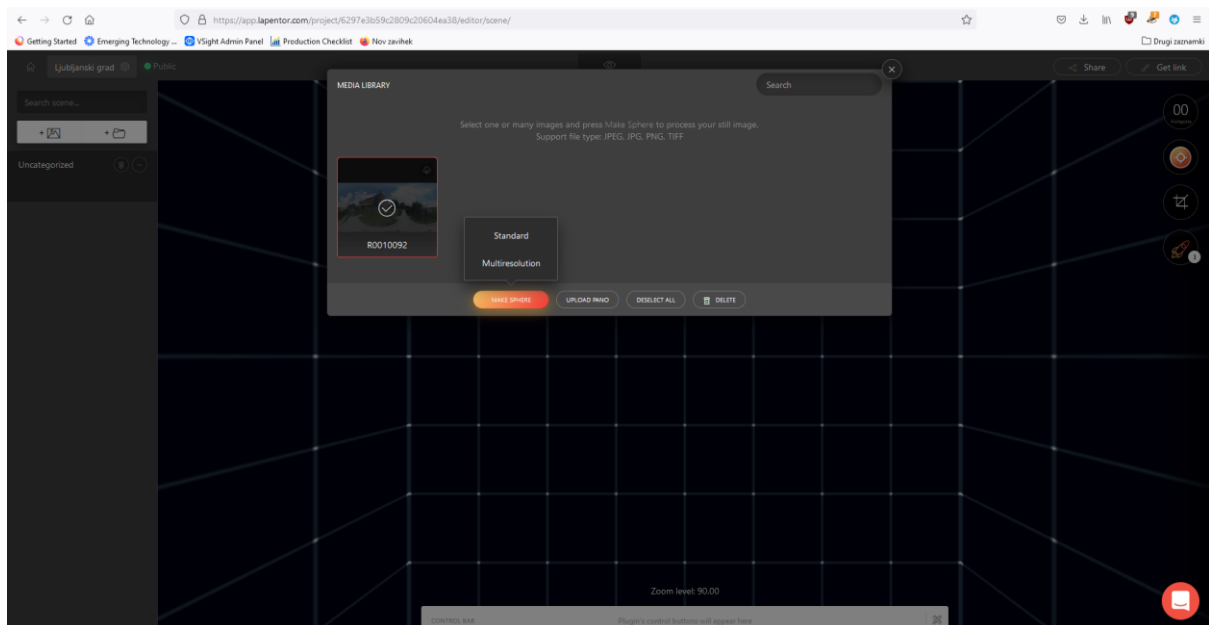 https://app.lapentor.com/project/6297e3b59c2809c20604ea38/editor/scene/
Getting Started Emerging Technology ... VSight Admin Panel Production Checklist Nov zavihek Drugi zaznamki
Ljubljanski grad Public Share Get link
MEDIA LIBRARY Search
Search scene...
Select one or many images and press Make Sphere to process your still image.
Support file type: JPEG, JPG, PNG, TIFF
00
Uncategorized
R0010092
Standard
Multiresolution
MAKE SPHERE UPLOAD PANO DESELECT ALL DELETE
Zoom level: 90.00
CONTROL BAR Plugin's control buttons will appear here